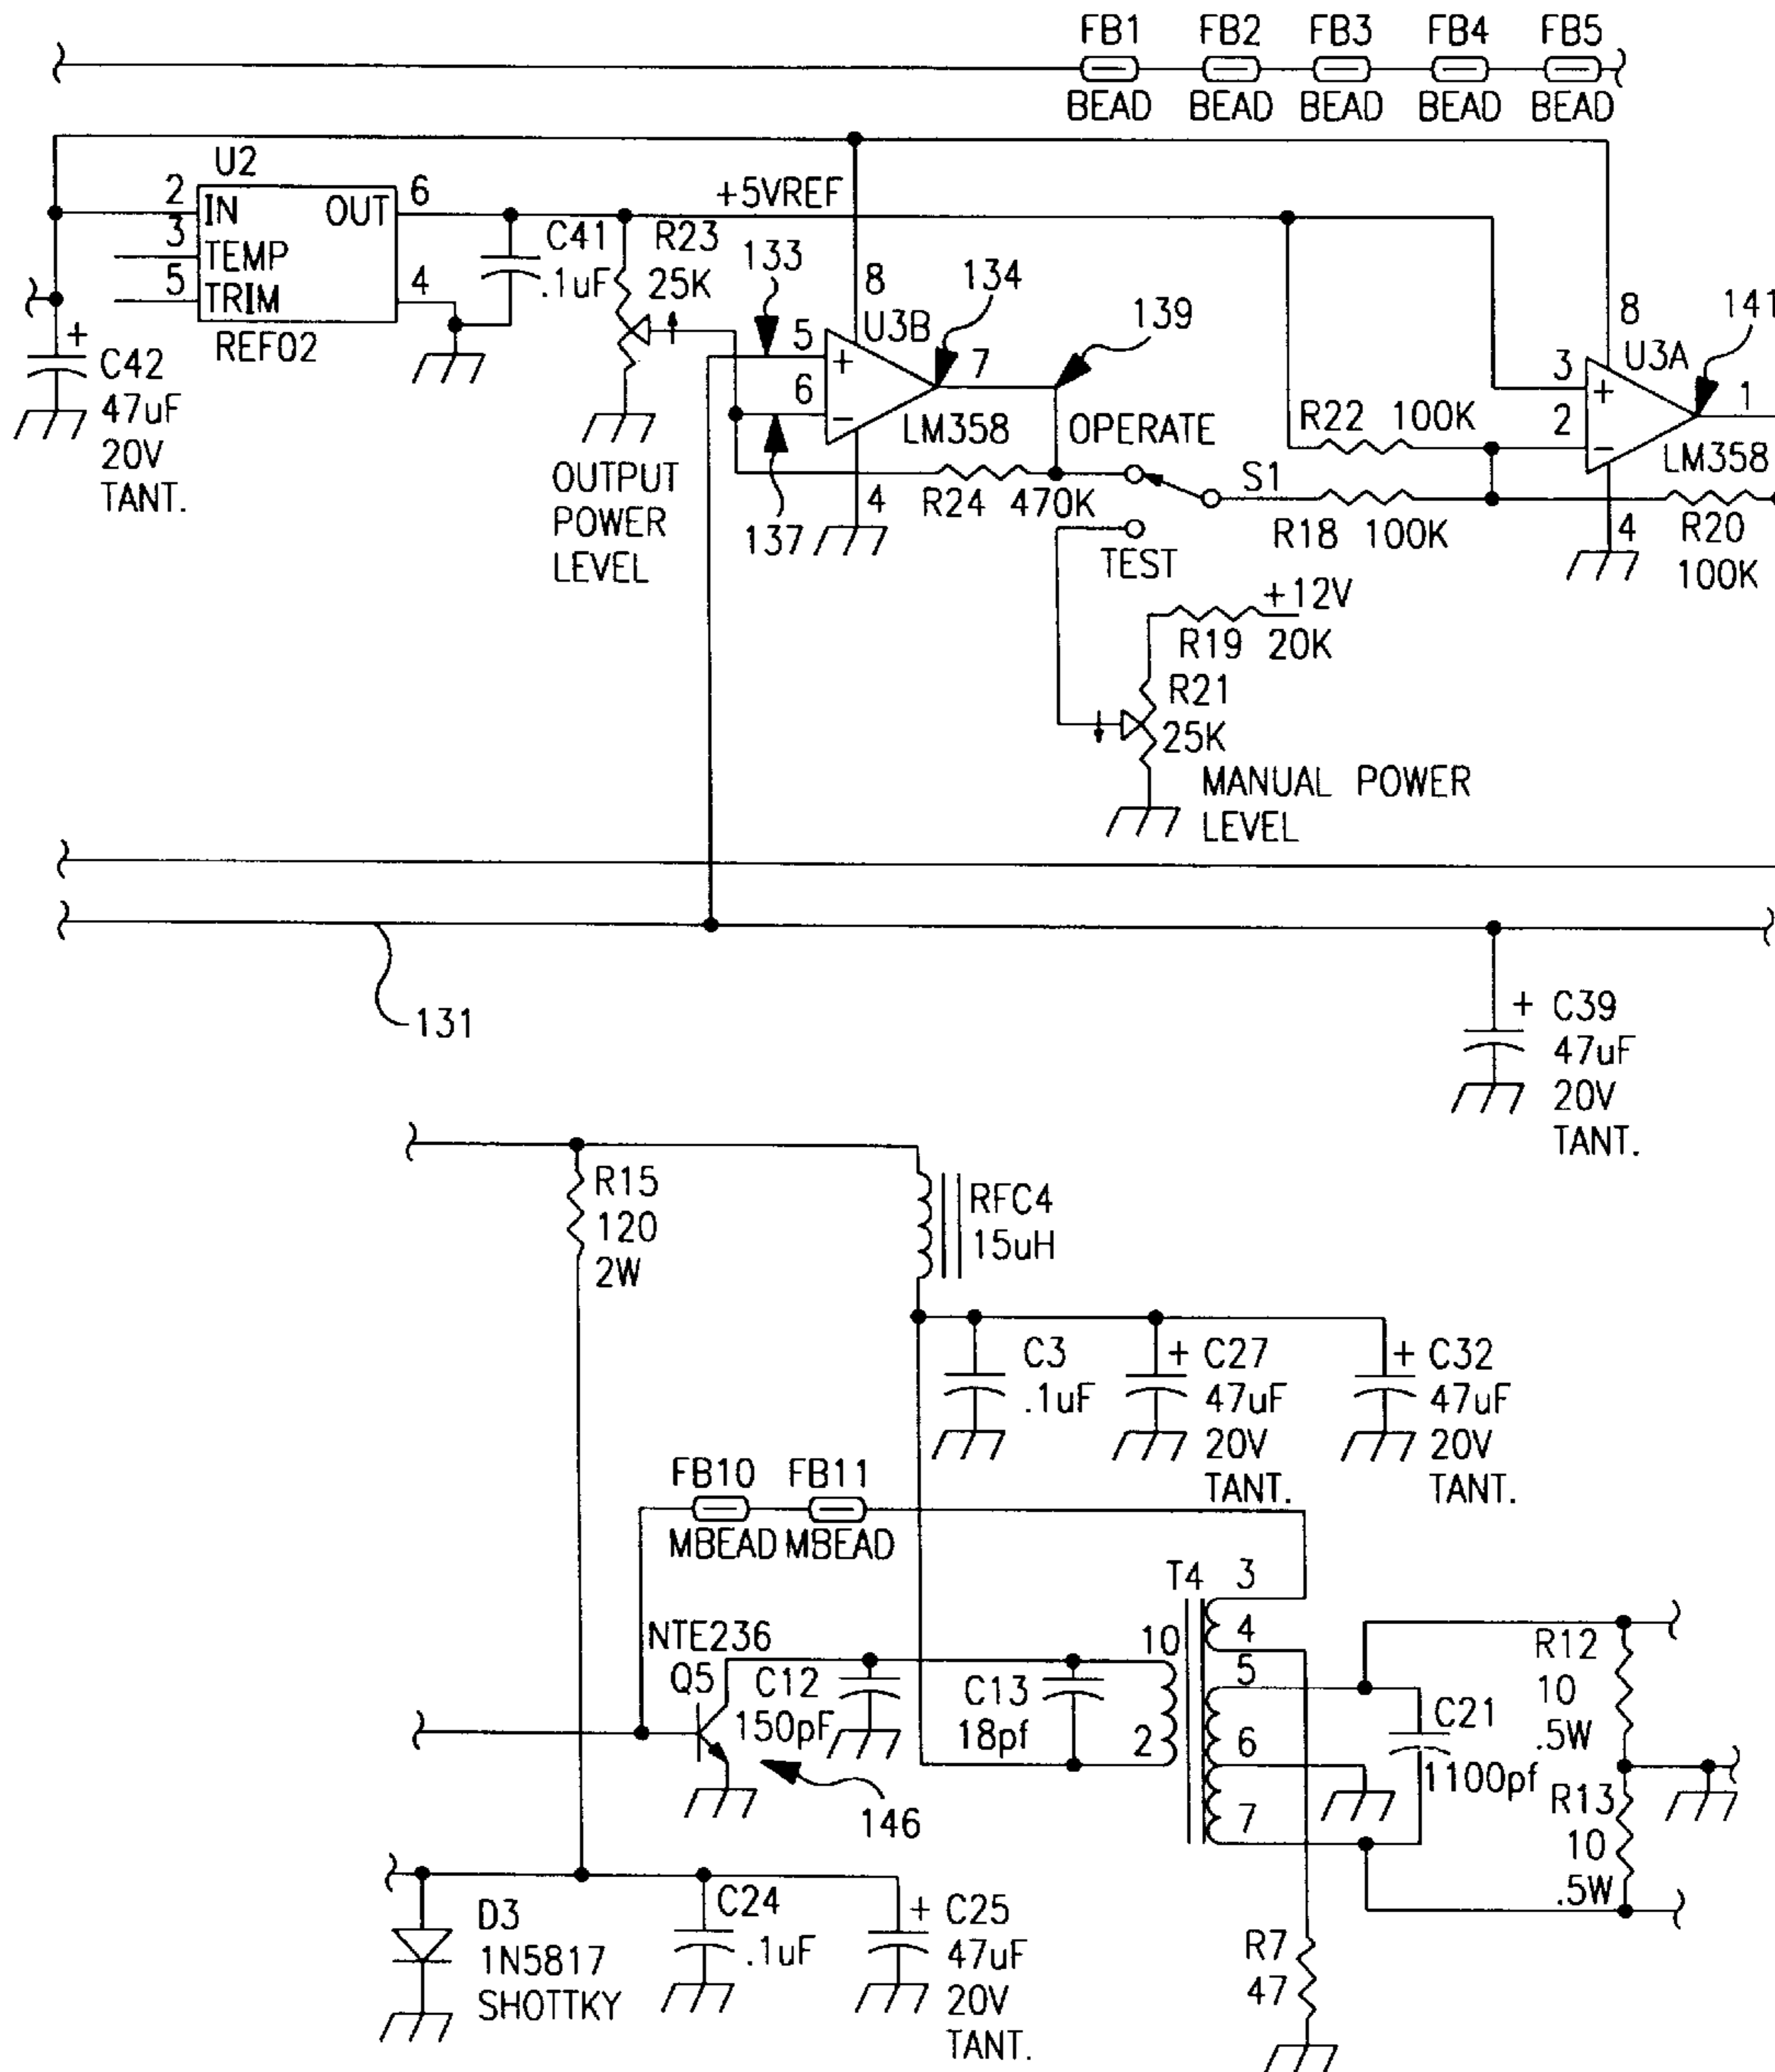 FB1 FB2 FB3 FB4 FB5
BEAD BEAD BEAD BEAD BEAD
U2
2 IN OUT 6
3 TEMP
5 TRIM 4
REF02
+ C42
47uF
20V
TANT.
C41
.1uF
R23
25K
+5VREF
133
134
139
141
OUTPUT
POWER
LEVEL
8
U3B
5 +
6 -
7
LM358
4
137
R24 470K
OPERATE
S1
TEST
R22 100K
R18 100K
8
U3A
3 +
2 -
1
LM358
4
R20
100K
+12V
R19 20K
R21
25K
MANUAL POWER
LEVEL
131
+ C39
47uF
20V
TANT.
R15
120
2W
RFC4
15uH
C3
.1uF
+ C27
47uF
20V
TANT.
+ C32
47uF
20V
TANT.
FB10 FB11
MBEAD MBEAD
NTE236
Q5
C12
150pF
C13
18pf
T4
10
2
3
4
5
6
7
146
C21
1100pf
R12
10
.5W
R13
10
.5W
D3
1N5817
SHOTTKY
C24
.1uF
+ C25
47uF
20V
TANT.
R7
47